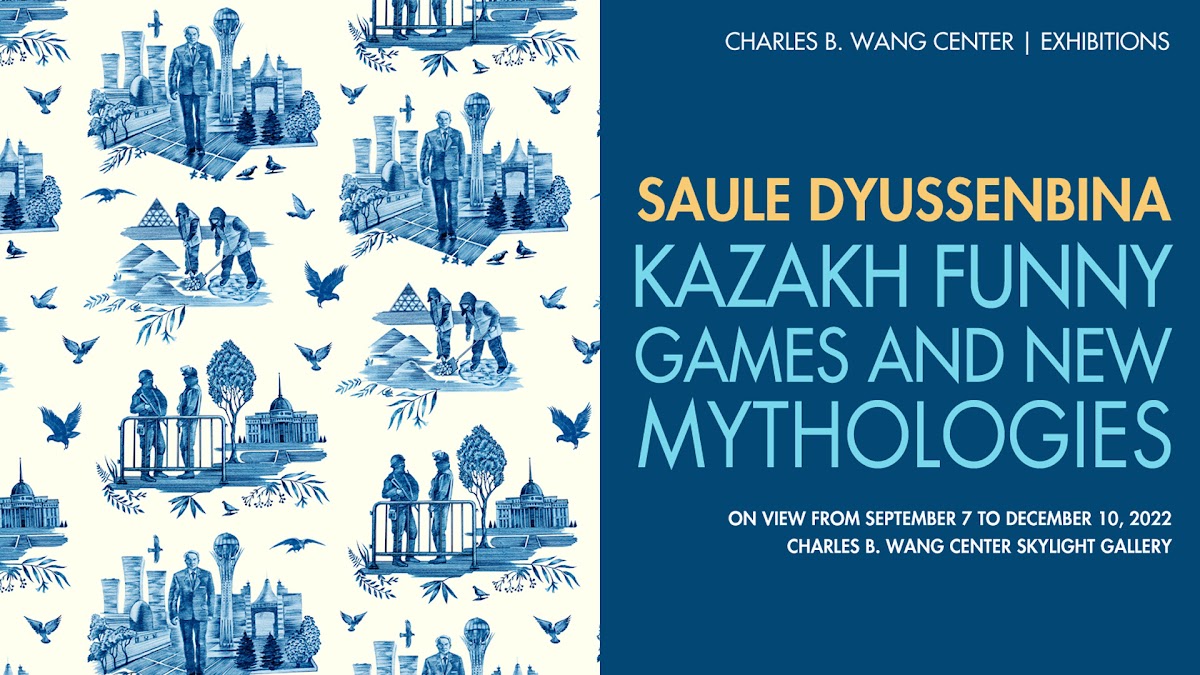 CHARLES B. WANG CENTER | EXHIBITIONS
SAULE DYUSSENBINA
KAZAKH FUNNY
GAMES AND NEW
MYTHOLOGIES
ON VIEW FROM SEPTEMBER 7 TO DECEMBER 10, 2022
CHARLES B. WANG CENTER SKYLIGHT GALLERY